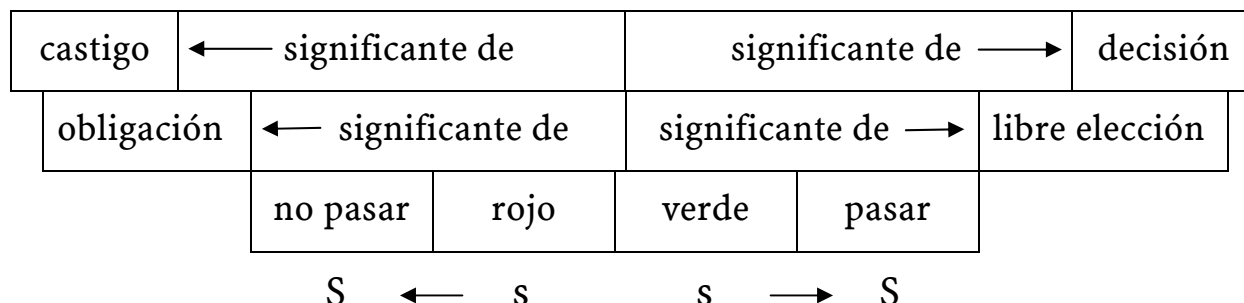 castigo ← significante de significante de → decisión
obligación ← significante de significante de → libre elección
no pasar rojo verde pasar
S ← s s → S